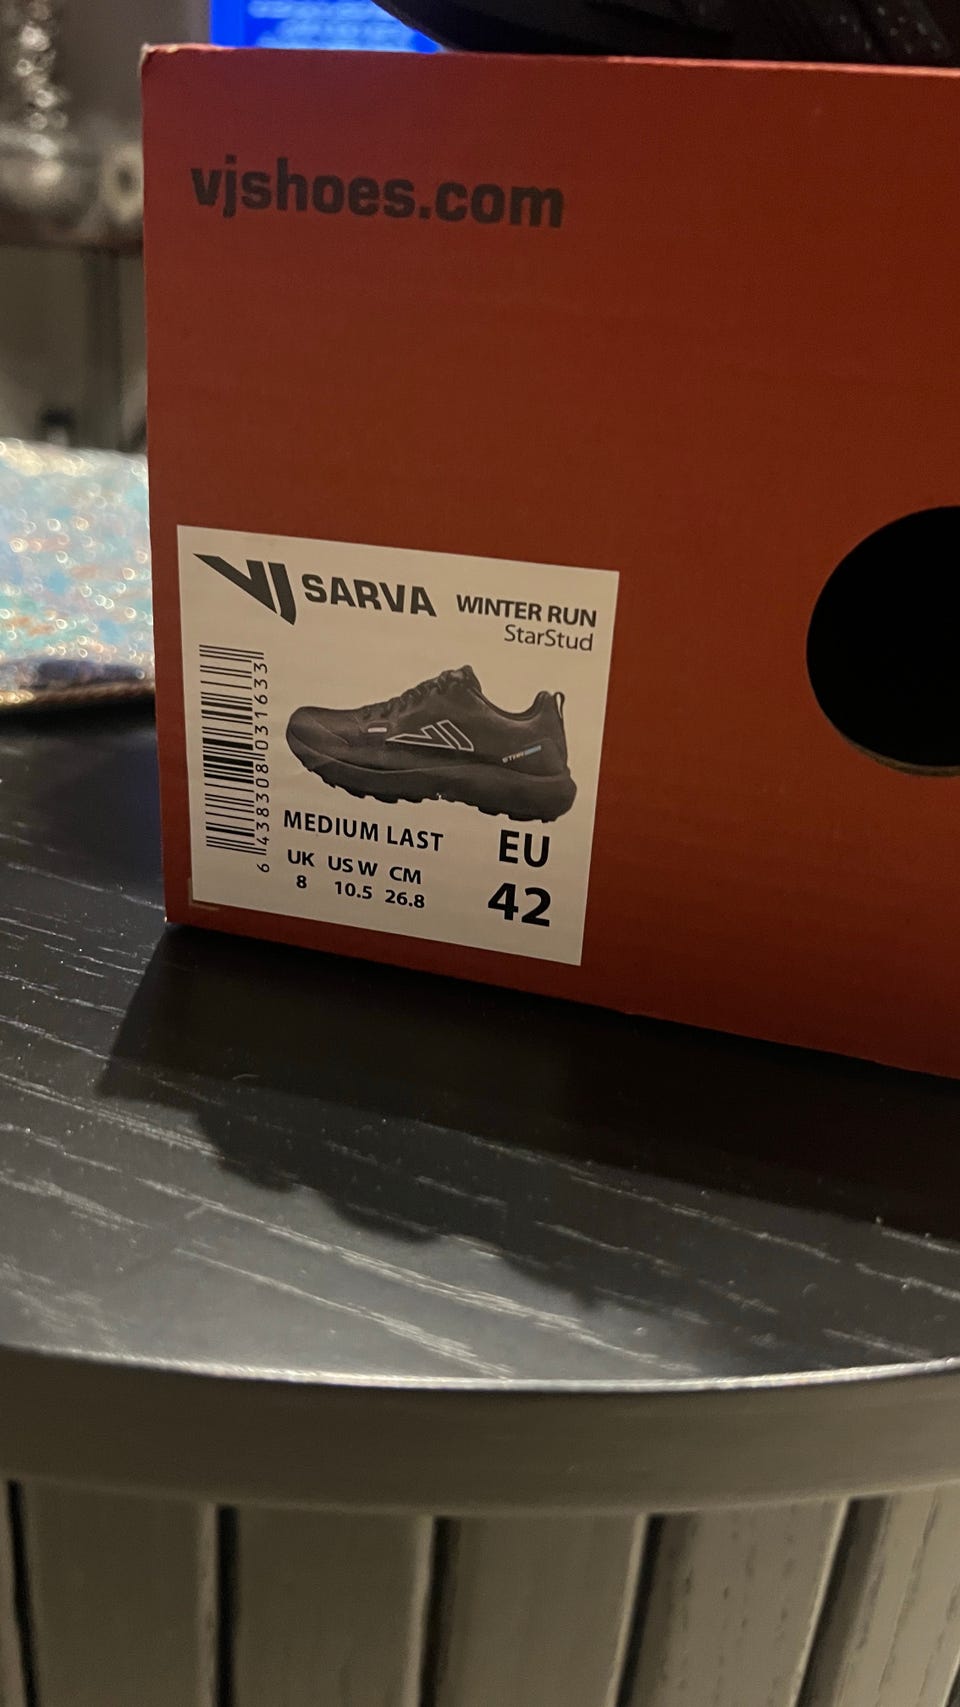 vjshoes.com
VJ SARVA WINTER RUN
StarStud
6 438308 031633
MEDIUM LAST
EU
42
UK US W CM
8 10.5 26.8